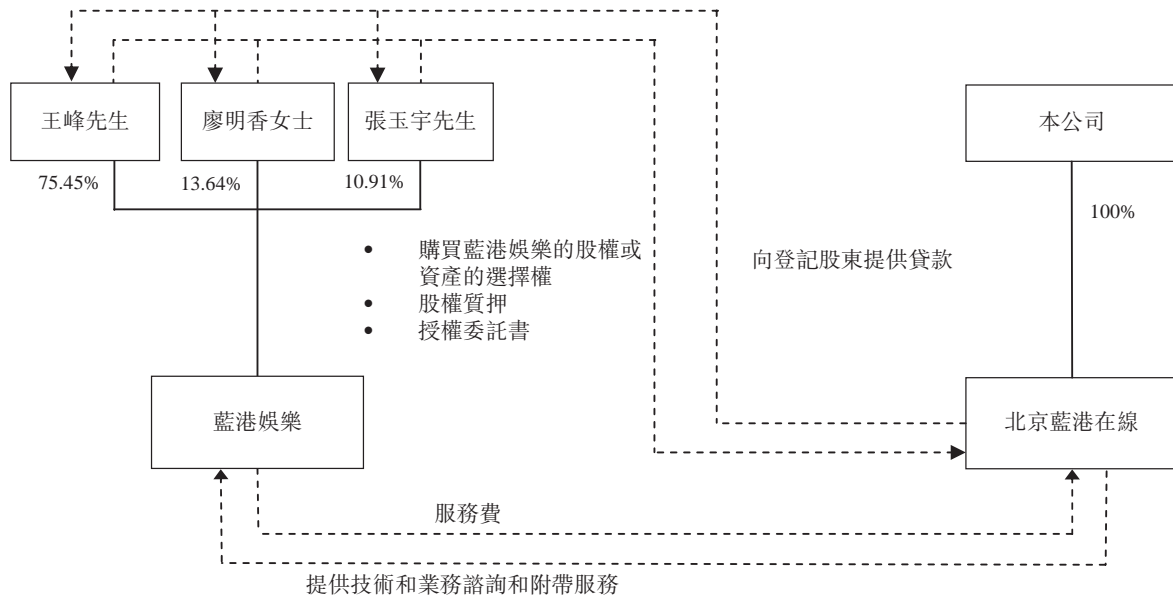 王峰先生
廖明香女士
張玉宇先生
本公司
75.45%
13.64%
10.91%
100%
• 購買藍港娛樂的股權或
資產的選擇權
• 股權質押
• 授權委託書
向登記股東提供貸款
藍港娛樂
北京藍港在線
服務費
提供技術和業務諮詢和附帶服務